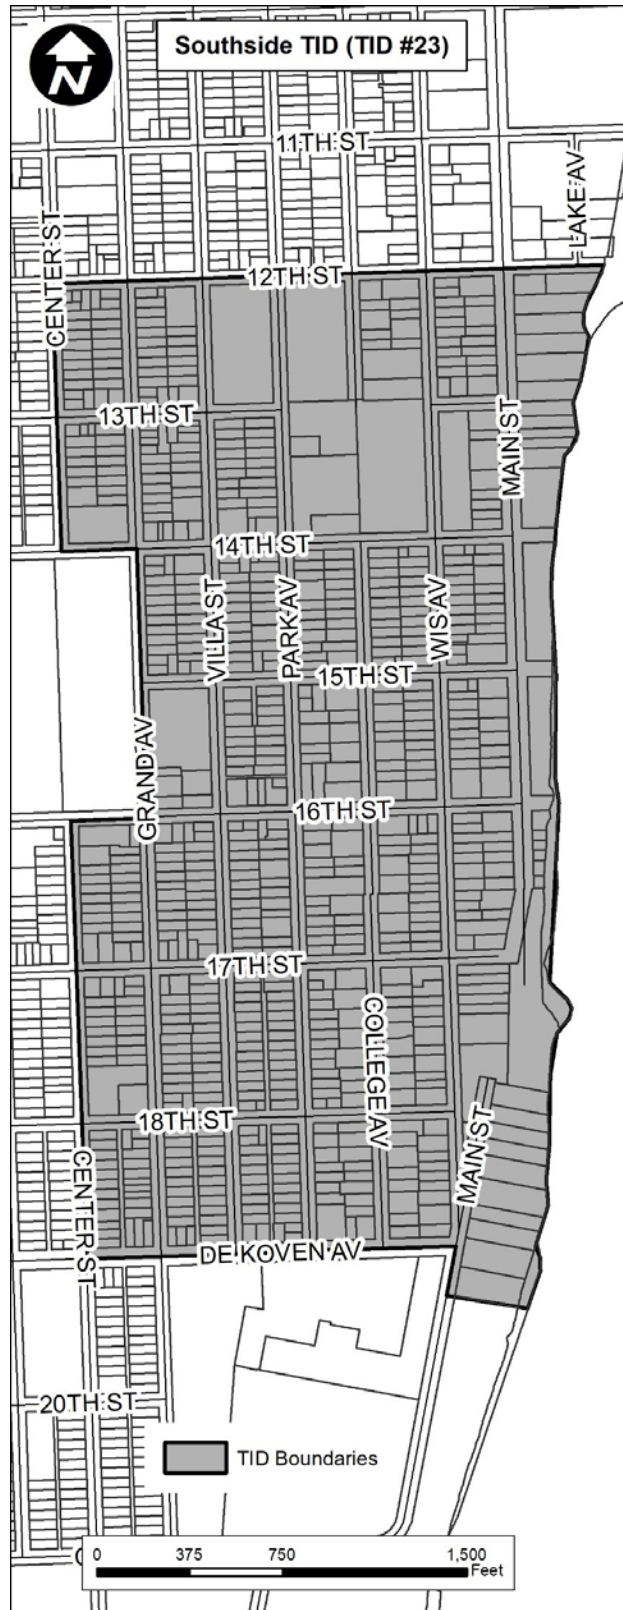 N
Southside TID (TID #23)
11TH ST
LAKE AV
CENTER ST
12TH ST
13TH ST
MAIN ST
14TH ST
VILLA ST
PARK AV
WIS AV
15TH ST
GRAND AV
16TH ST
17TH ST
COLLEGE AV
18TH ST
MAIN ST
CENTER ST
DE KOVEN AV
20TH ST
TID Boundaries
0 375 750 1,500
Feet